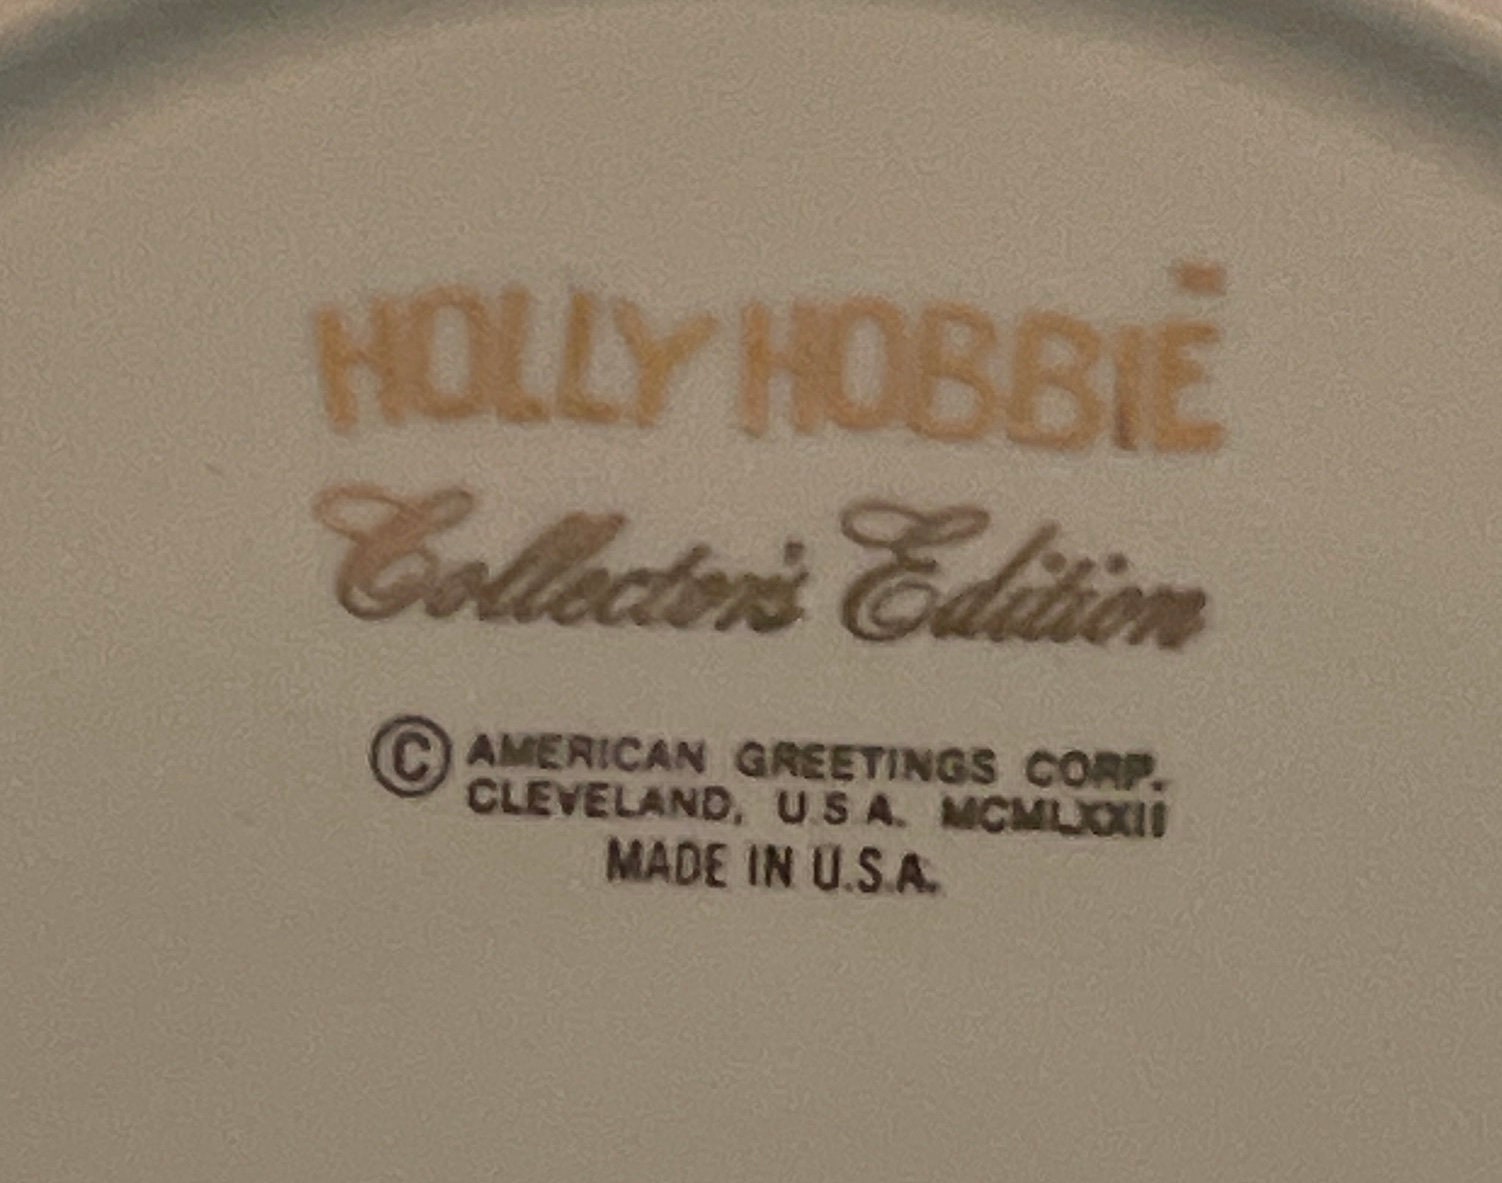 HOLLY HOBBIE
Collector's Edition
© AMERICAN GREETINGS CORP.
CLEVELAND, U.S.A. MCMLXXII
MADE IN U.S.A.